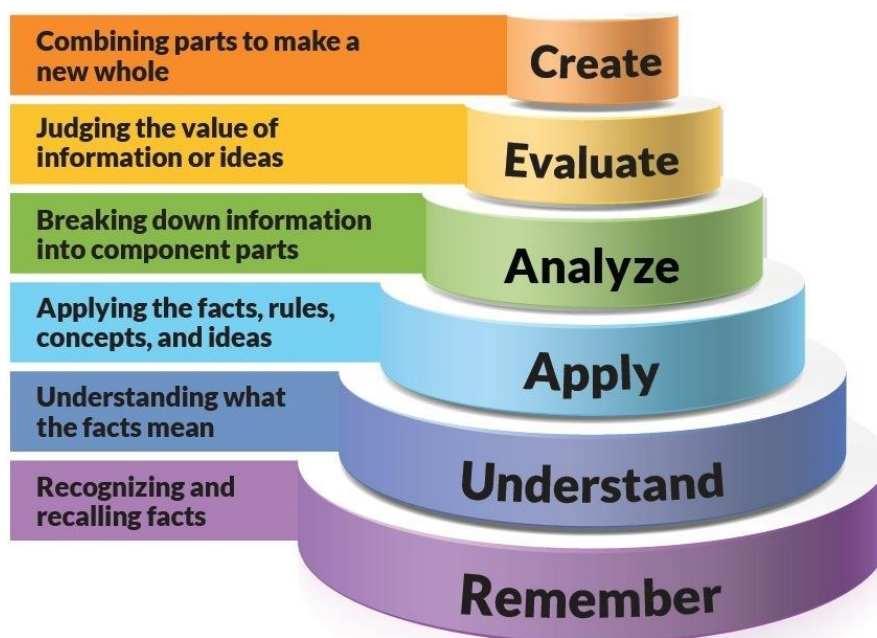 Combining parts to make a
new whole
Create
Judging the value of
information or ideas
Evaluate
Breaking down information
into component parts
Analyze
Applying the facts, rules,
concepts, and ideas
Apply
Understanding what
the facts mean
Understand
Recognizing and
recalling facts
Remember